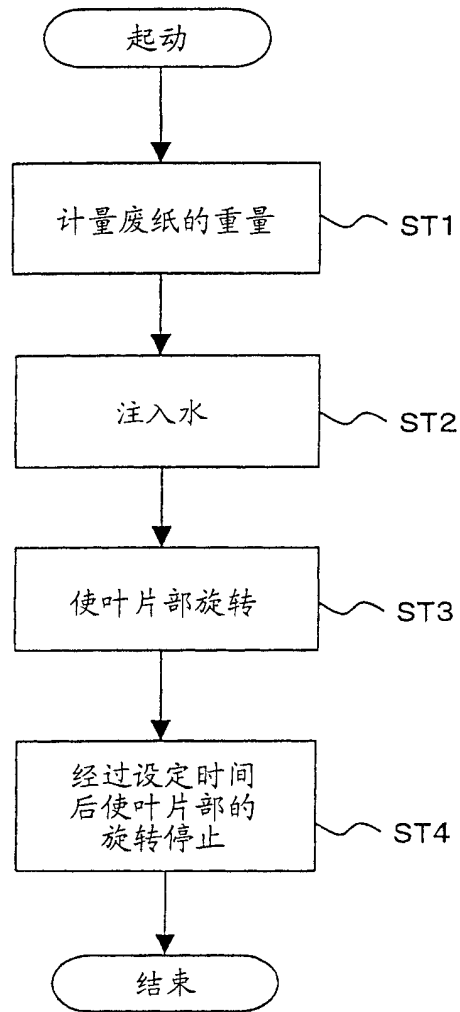 起动
计量废纸的重量
ST1
注入水
ST2
使叶片部旋转
ST3
经过设定时间
后使叶片部的
旋转停止
ST4
结束